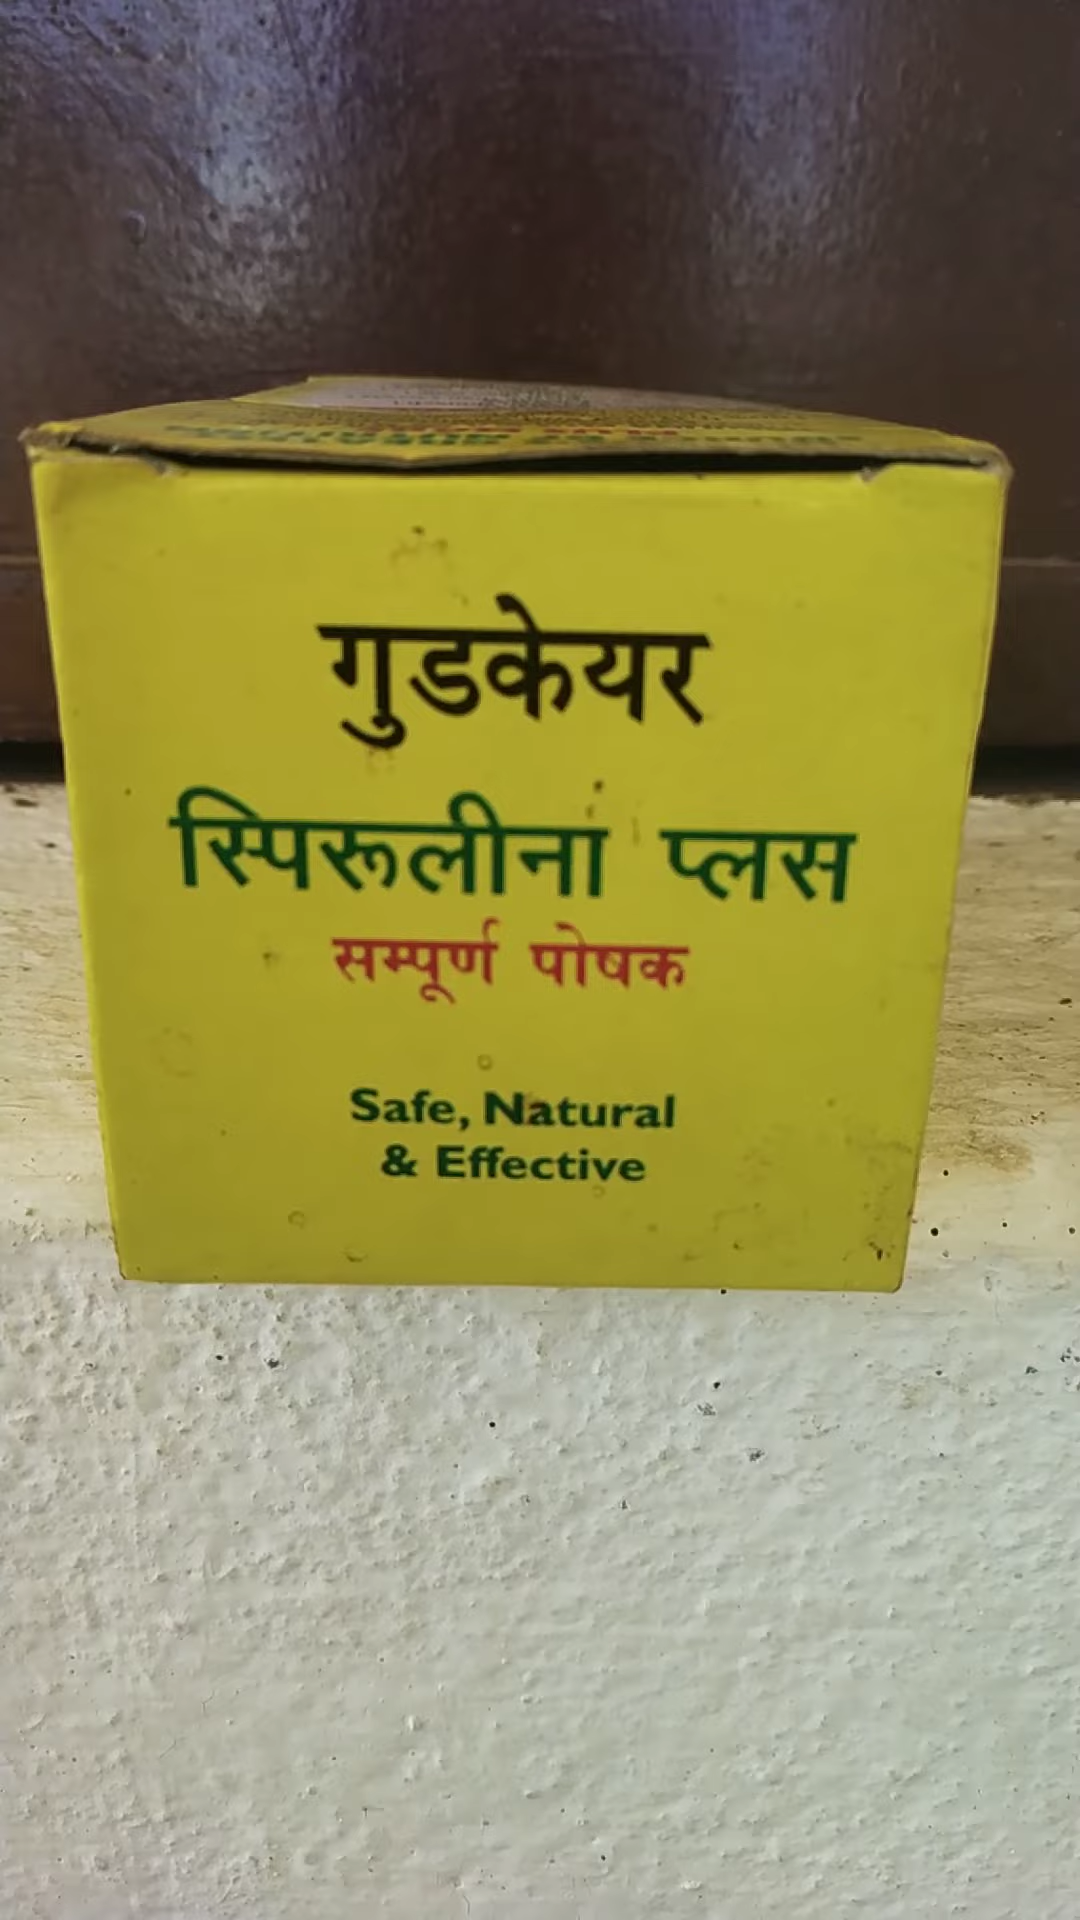 गुडकेयर
स्पिरूलीना प्लस
सम्पूर्ण पोषक
Safe, Natural
& Effective